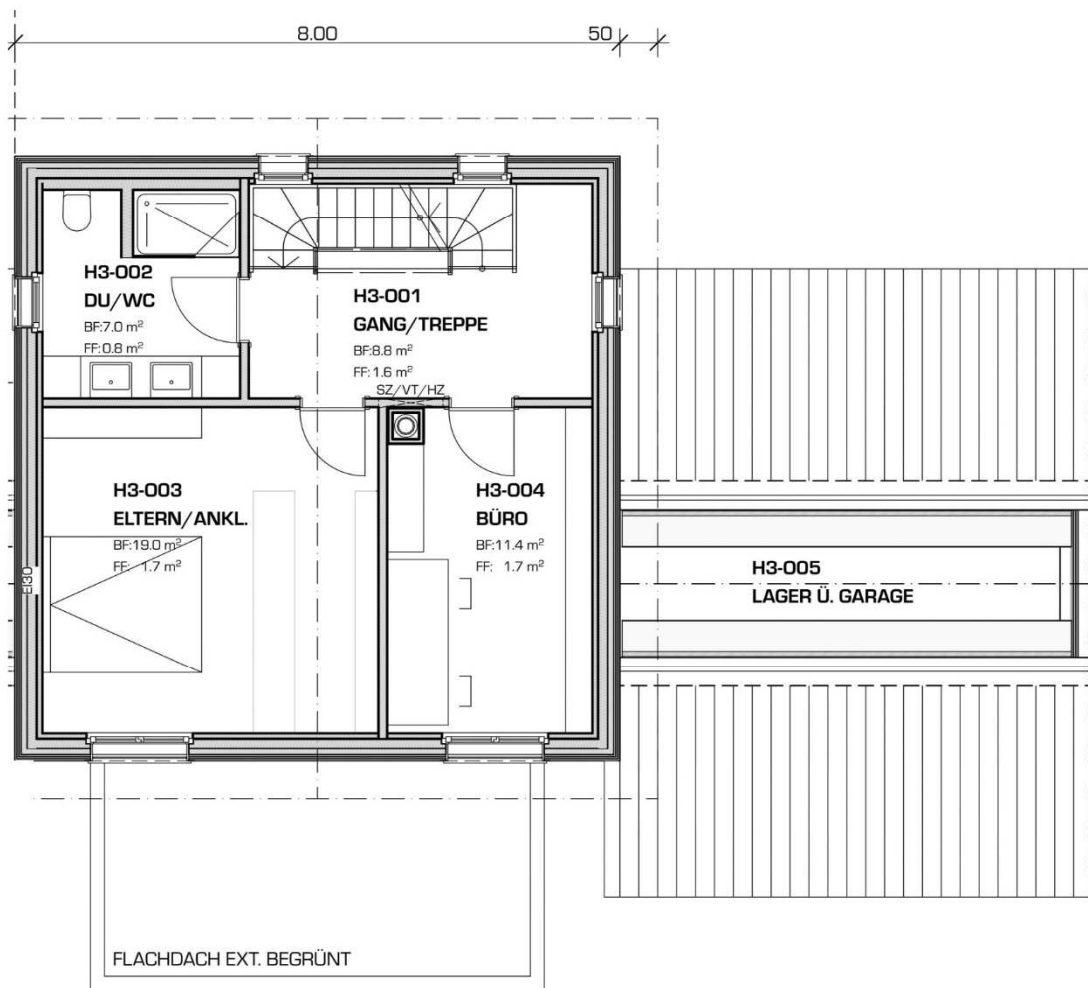 8.00
50
H3-002
DU/WC
BF:7.0 m²
FF:0.8 m²
H3-001
GANG/TREPPE
BF:8.8 m²
FF:1.6 m²
SZ/VT/HZ
H3-003
ELTERN/ANKL.
BF:19.0 m²
FF: 1.7 m²
EI30
H3-004
BÜRO
BF:11.4 m²
FF: 1.7 m²
H3-005
LAGER Ü. GARAGE
FLACHDACH EXT. BEGRÜNT